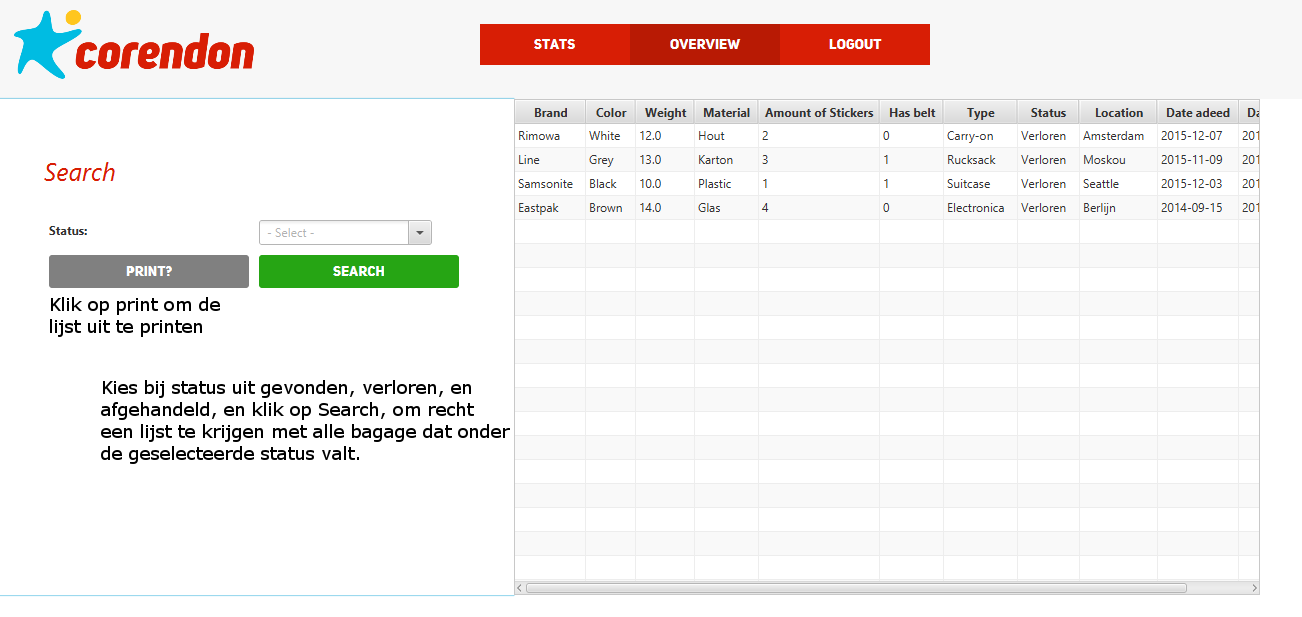 corendon
STATS OVERVIEW LOGOUT
Search
Status: - Select -
PRINT? SEARCH
Klik op print om de
lijst uit te printen
Kies bij status uit gevonden, verloren, en
afgehandeld, en klik op Search, om recht
een lijst te krijgen met alle bagage dat onder
de geselecteerde status valt.
Brand Color Weight Material Amount of Stickers Has belt Type Status Location Date adeed Da
Rimowa White 12.0 Hout 2 0 Carry-on Verloren Amsterdam 2015-12-07 201
Line Grey 13.0 Karton 3 1 Rucksack Verloren Moskou 2015-11-09 201
Samsonite Black 10.0 Plastic 1 1 Suitcase Verloren Seattle 2015-12-03 201
Eastpak Brown 14.0 Glas 4 0 Electronica Verloren Berlijn 2014-09-15 201